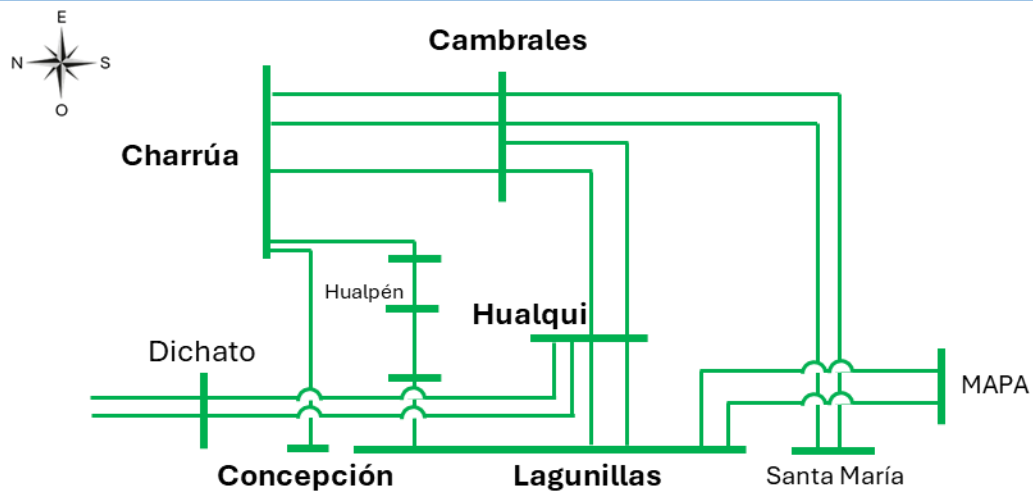 E
N
S
O
Cambrales
Charrúa
Hualpén
Hualqui
Dichato
MAPA
Concepción
Lagunillas
Santa María